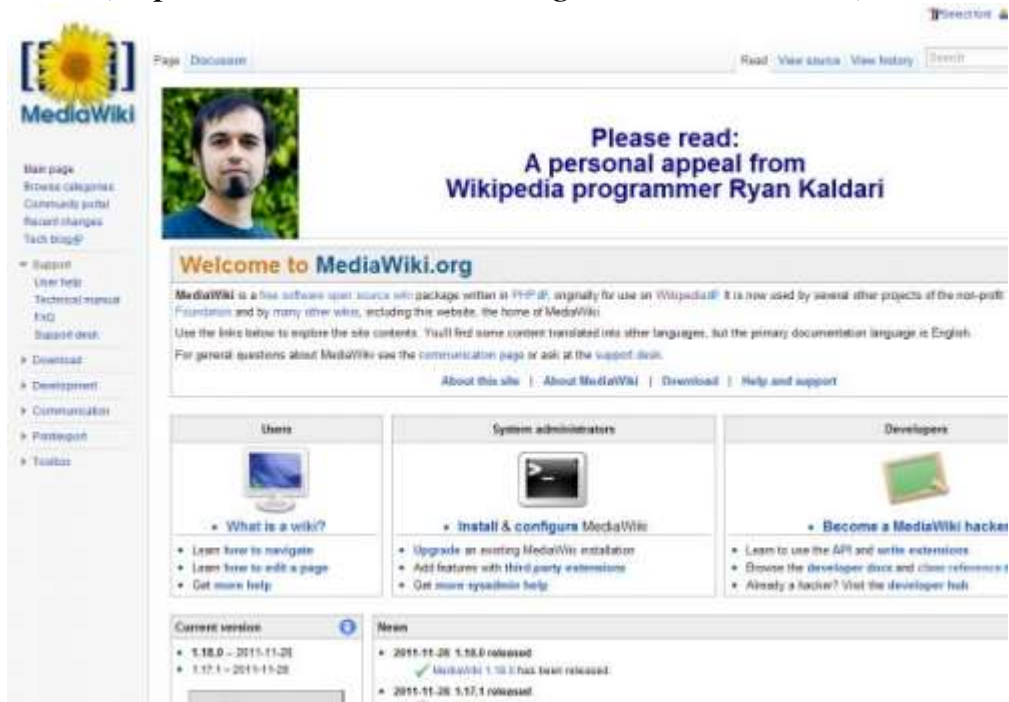 Select font
[[ ]]
MediaWiki
Page Discussion
Read View source View history Search
Main page
Browse categories
Community portal
Recent changes
Tech blog
Support
User help
Technical manual
FAQ
Support desk
Download
Development
Communication
Print/export
Toolbox
Please read:
A personal appeal from
Wikipedia programmer Ryan Kaldari
Welcome to MediaWiki.org
MediaWiki is a free software open source wiki package written in PHP, originally for use on Wikipedia. It is now used by several other projects of the non-profit
Foundation and by many other wikis, including this website, the home of MediaWiki.
Use the links below to explore the site contents. You'll find some content translated into other languages, but the primary documentation language is English.
For general questions about MediaWiki see the communication page or ask at the support desk.
About this site | About MediaWiki | Download | Help and support
Users
• What is a wiki?
• Learn how to navigate
• Learn how to edit a page
• Get more help
System administrators
>_
• Install & configure MediaWiki
• Upgrade an existing MediaWiki installation
• Add features with third party extensions
• Get more sysadmin help
Developers
• Become a MediaWiki hacker
• Learn to use the API and write extensions
• Browse the developer docs and class reference
• Already a hacker? Visit the developer hub
Current version
• 1.18.0 – 2011-11-28
• 1.17.1 – 2011-11-28
News
• 2011-11-28 1.18.0 released
MediaWiki 1.18.0 has been released
• 2011-11-28 1.17.1 released